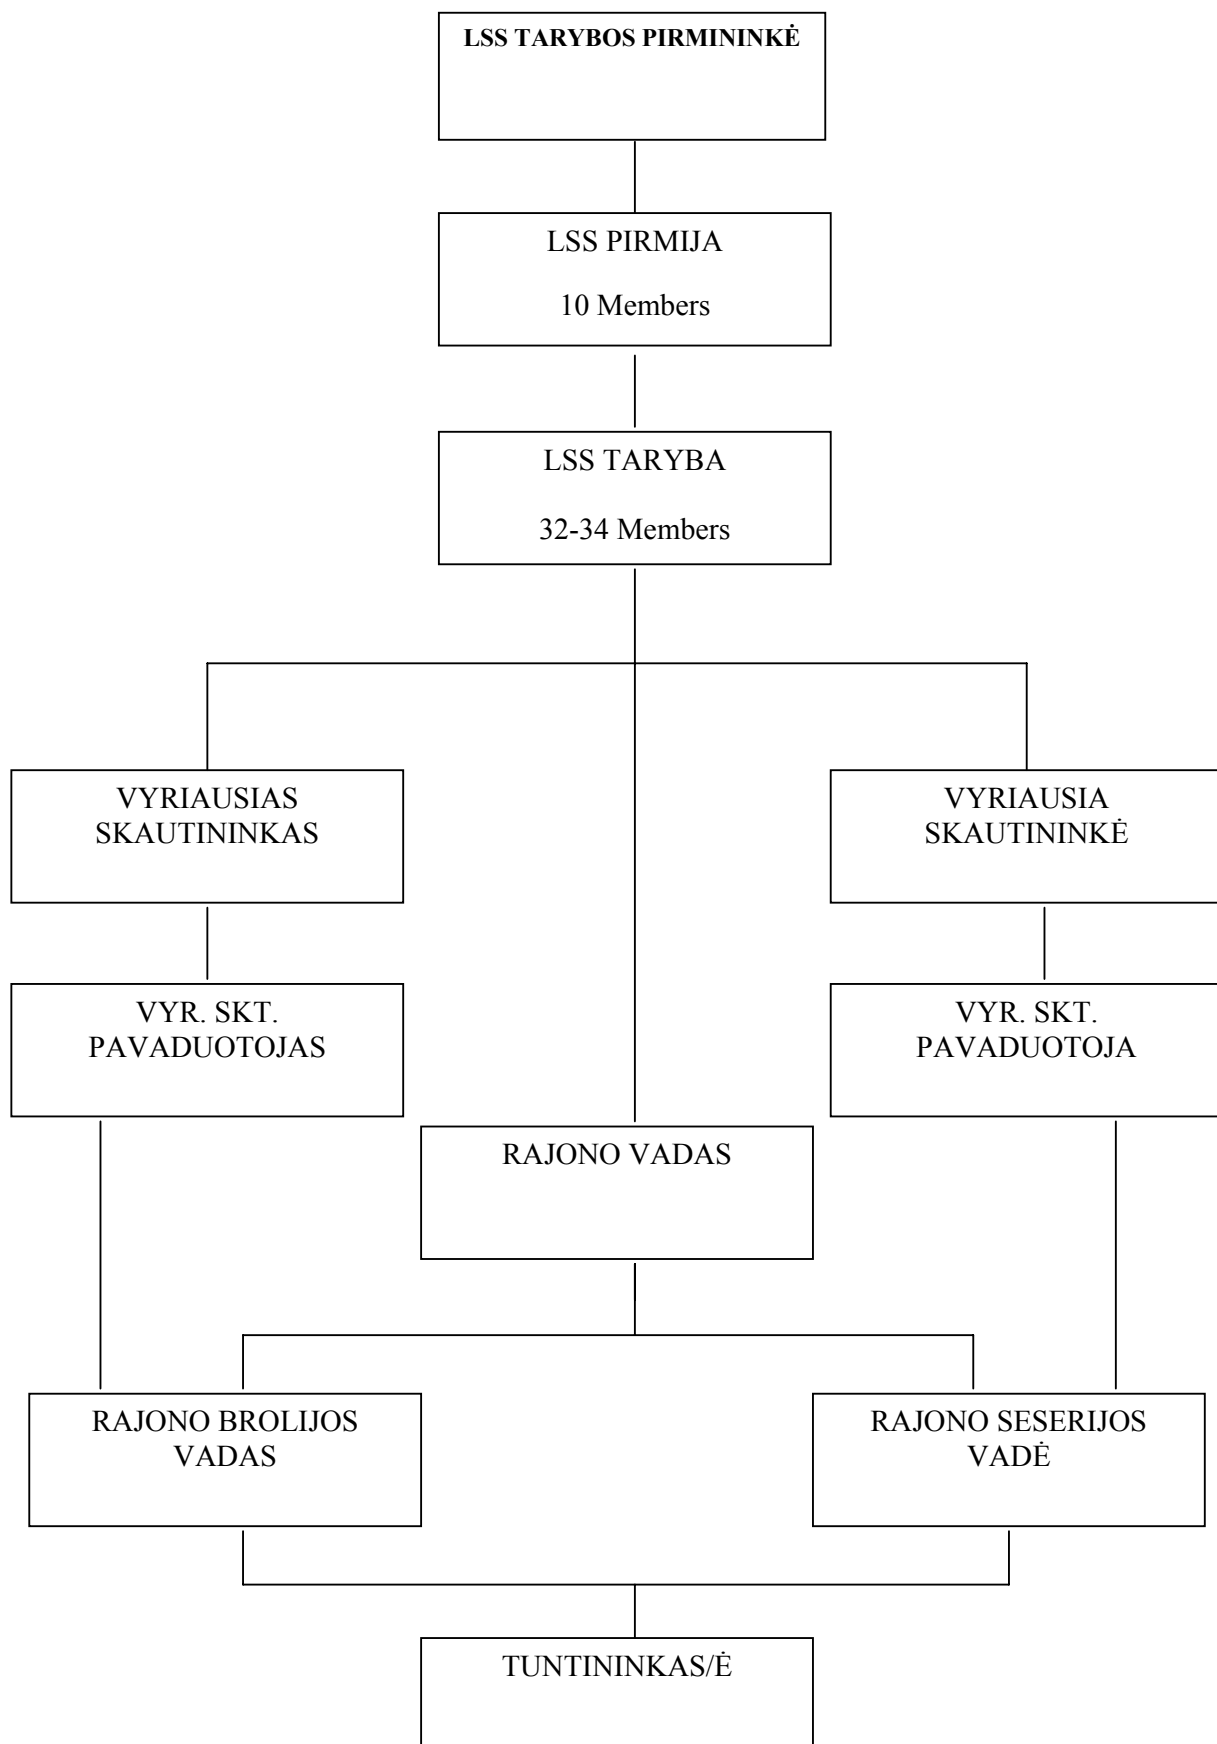 LSS TARYBOS PIRMININKĖ
LSS PIRMIJA
10 Members
LSS TARYBA
32-34 Members
VYRIAUSIAS
SKAUTININKAS
VYRIAUSIA
SKAUTININKĖ
VYR. SKT.
PAVADUOTOJAS
VYR. SKT.
PAVADUOTOJA
RAJONO VADAS
RAJONO BROLIJOS
VADAS
RAJONO SESERIJOS
VADĖ
TUNTININKAS/Ė